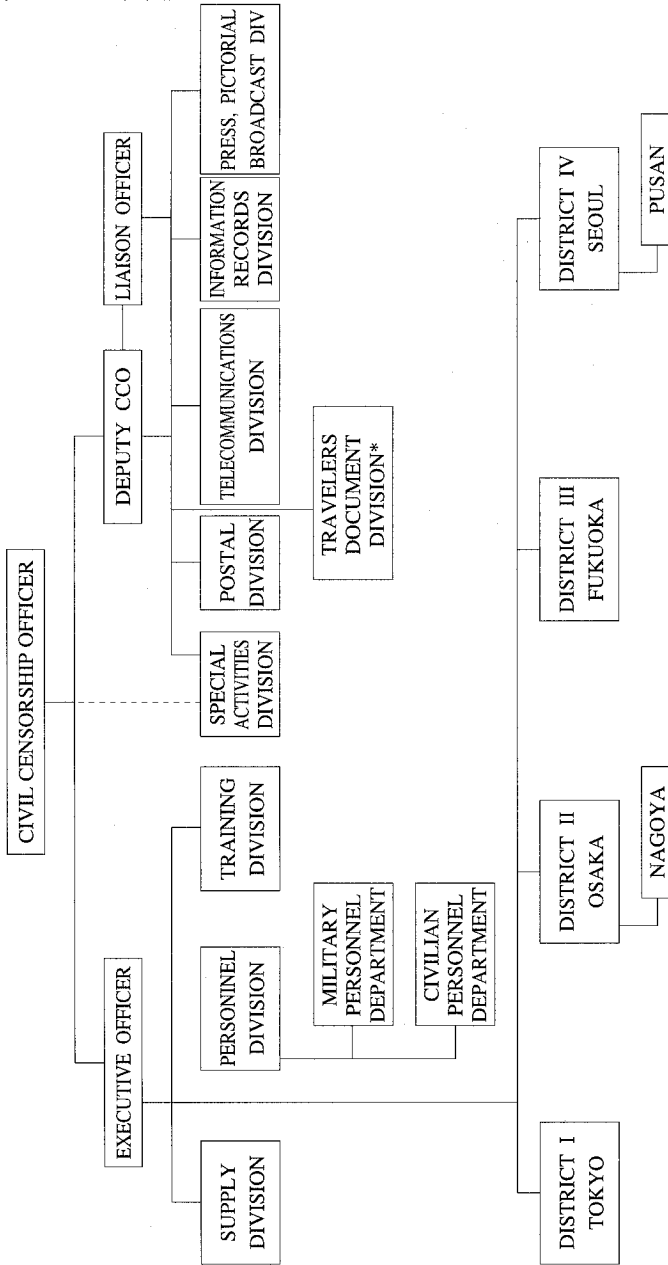 CIVIL CENSORSHIP OFFICER
EXECUTIVE OFFICER
DEPUTY CCO
LIAISON OFFICER
SUPPLY
DIVISION
PERSONINEL
DIVISION
TRAINING
DIVISION
SPECIAL
ACTIVITIES
DIVISION
POSTAL
DIVISION
TELECOMMUNICATIONS
DIVISION
INFORMATION
RECORDS
DIVISION
PRESS, PICTORIAL
BROADCAST DIV
MILITARY
PERSONNEL
DEPARTMENT
CIVILIAN
PERSONNEL
DEPARTMENT
TRAVELERS
DOCUMENT
DIVISION*
DISTRICT I
TOKYO
DISTRICT II
OSAKA
NAGOYA
DISTRICT III
FUKUOKA
DISTRICT IV
SEOUL
PUSAN